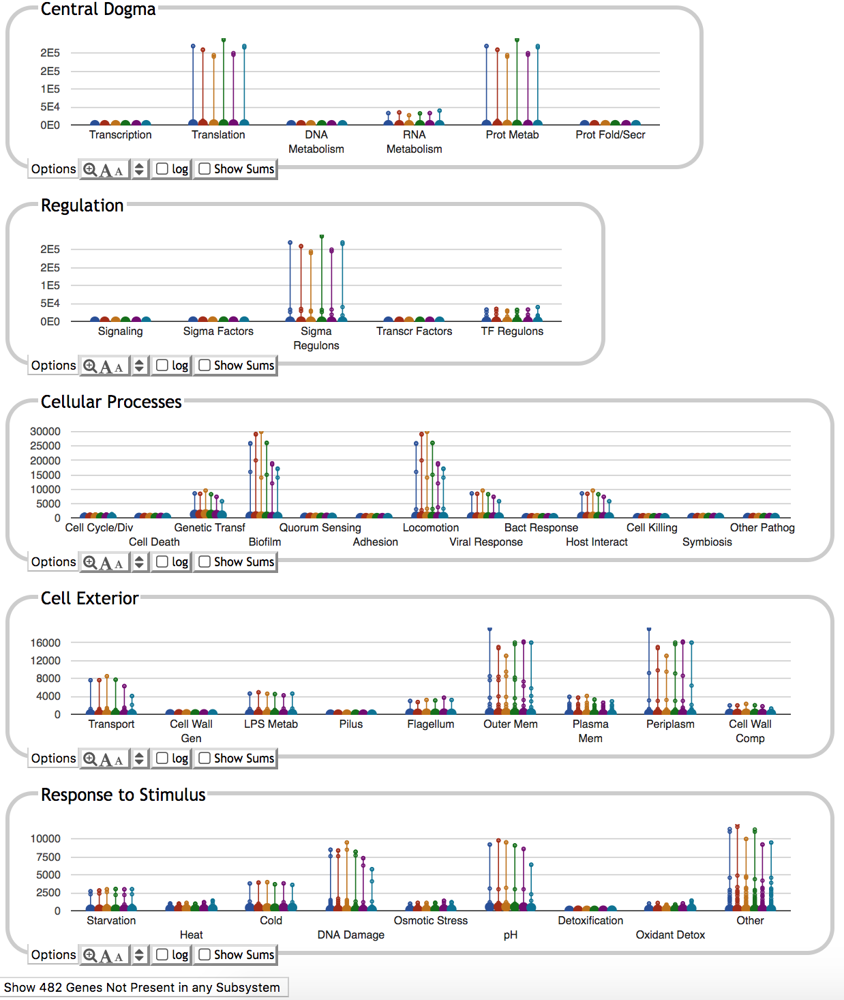 Central Dogma
2E5
2E5
1E5
5E4
0E0
Transcription Translation DNA Metabolism RNA Metabolism Prot Metab Prot Fold/Secr
Options A A log Show Sums
Regulation
2E5
2E5
1E5
5E4
0E0
Signaling Sigma Factors Sigma Regulons Transcr Factors TF Regulons
Options A A log Show Sums
Cellular Processes
30000
25000
20000
15000
10000
5000
0
Cell Cycle/Div Genetic Transf Quorum Sensing Locomotion Bact Response Cell Killing Other Pathog
Cell Death Biofilm Adhesion Viral Response Host Interact Symbiosis
Options A A log Show Sums
Cell Exterior
16000
12000
8000
4000
0
Transport Cell Wall Gen LPS Metab Pilus Flagellum Outer Mem Plasma Mem Periplasm Cell Wall Comp
Options A A log Show Sums
Response to Stimulus
10000
7500
5000
2500
0
Starvation Cold Osmotic Stress Detoxification Other
Heat DNA Damage pH Oxidant Detox
Options A A log Show Sums
Show 482 Genes Not Present in any Subsystem